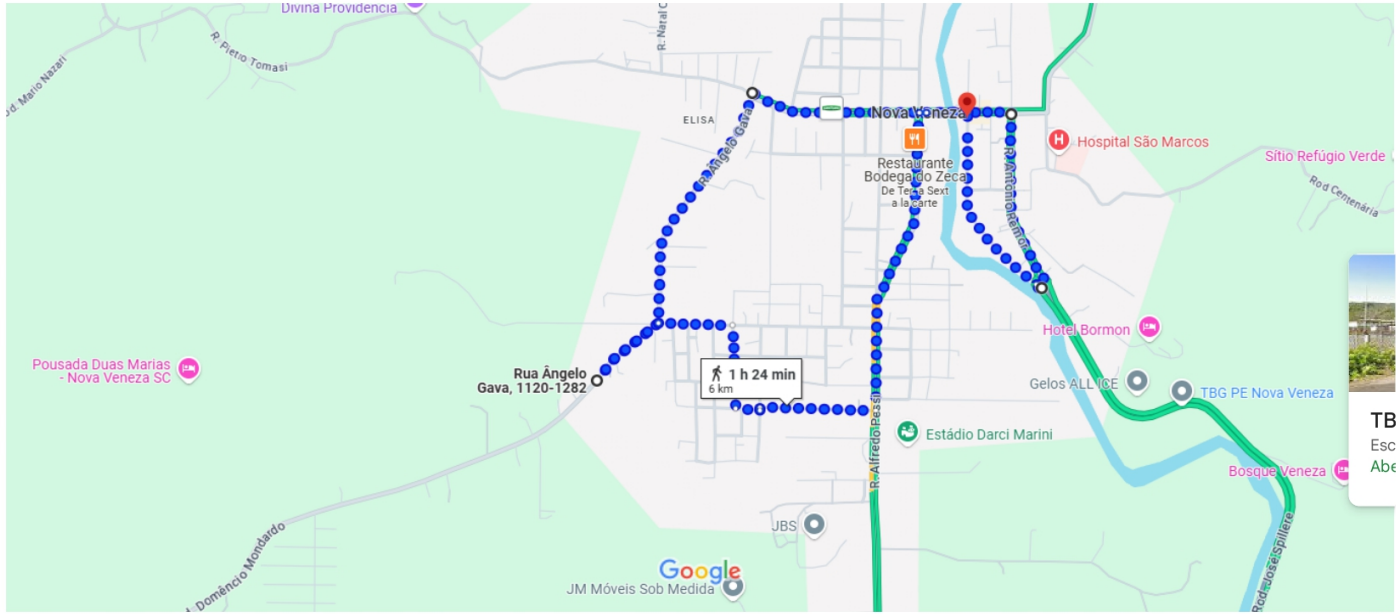 Divina Providencia
R. Pietro Tomasi
R. Natal C
ELISA
R. Ângelo Gava
Nova Veneza
Restaurante
Bodega do Zeca
De Ter a Sext
a la carte
R. Antônio Remor
Hospital São Marcos
Sítio Refúgio Verde
Rod Centenária
Pousada Duas Marias
- Nova Veneza SC
Rua Ângelo
Gava, 1120-1282
1 h 24 min
6 km
Hotel Bormon
Gelos ALL ICE
TBG PE Nova Veneza
R. Alfredo Pessi
Estádio Darci Marini
Bosque Veneza
TB
Esc
Abe
JBS
Google
JM Móveis Sob Medida
Domêncio Mondardo
Rod. José Spillere